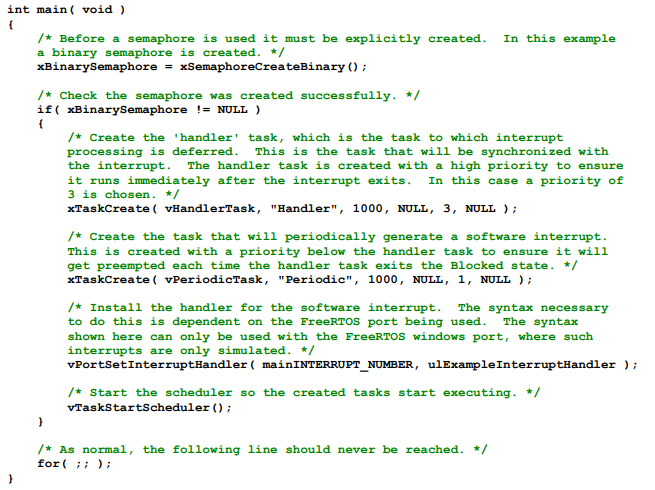 int main( void )
{
/* Before a semaphore is used it must be explicitly created. In this example
a binary semaphore is created. */
xBinarySemaphore = xSemaphoreCreateBinary();
/* Check the semaphore was created successfully. */
if( xBinarySemaphore != NULL )
{
/* Create the 'handler' task, which is the task to which interrupt
processing is deferred. This is the task that will be synchronized with
the interrupt. The handler task is created with a high priority to ensure
it runs immediately after the interrupt exits. In this case a priority of
3 is chosen. */
xTaskCreate( vHandlerTask, "Handler", 1000, NULL, 3, NULL );
/* Create the task that will periodically generate a software interrupt.
This is created with a priority below the handler task to ensure it will
get preempted each time the handler task exits the Blocked state. */
xTaskCreate( vPeriodicTask, "Periodic", 1000, NULL, 1, NULL );
/* Install the handler for the software interrupt. The syntax necessary
to do this is dependent on the FreeRTOS port being used. The syntax
shown here can only be used with the FreeRTOS windows port, where such
interrupts are only simulated. */
vPortSetInterruptHandler( mainINTERRUPT_NUMBER, ulExampleInterruptHandler );
/* Start the scheduler so the created tasks start executing. */
vTaskStartScheduler();
}
/* As normal, the following line should never be reached. */
for( ;; );
}